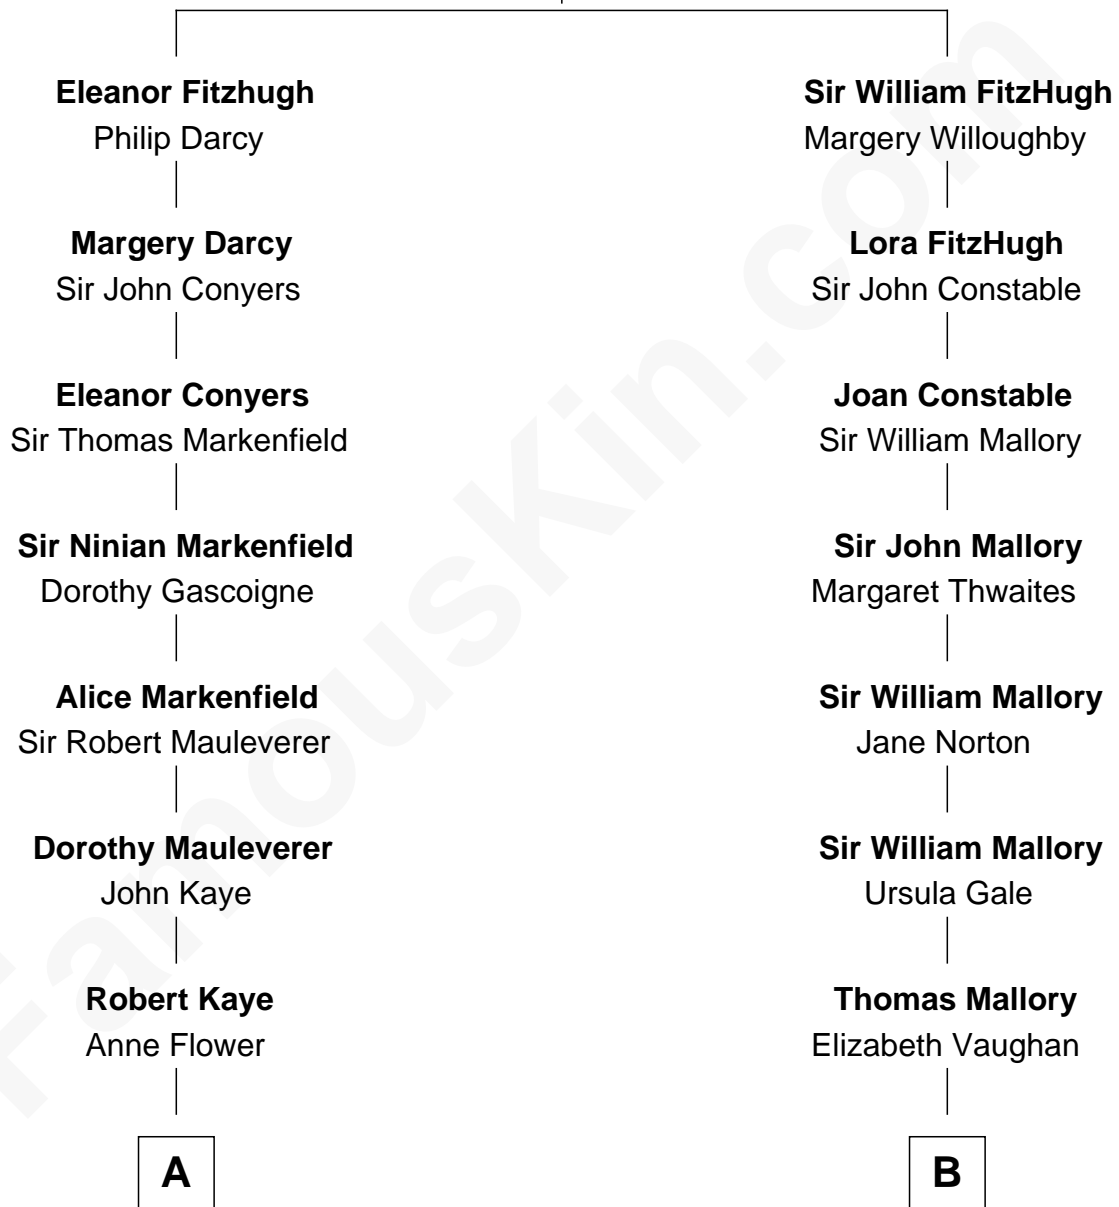 Eleanor Fitzhugh
Philip Darcy
Margery Darcy
Sir John Conyers
Eleanor Conyers
Sir Thomas Markenfield
Sir Ninian Markenfield
Dorothy Gascoigne
Alice Markenfield
Sir Robert Mauleverer
Dorothy Mauleverer
John Kaye
Robert Kaye
Anne Flower
A
Sir William FitzHugh
Margery Willoughby
Lora FitzHugh
Sir John Constable
Joan Constable
Sir William Mallory
Sir John Mallory
Margaret Thwaites
Sir William Mallory
Jane Norton
Sir William Mallory
Ursula Gale
Thomas Mallory
Elizabeth Vaughan
B
FamousKin.com